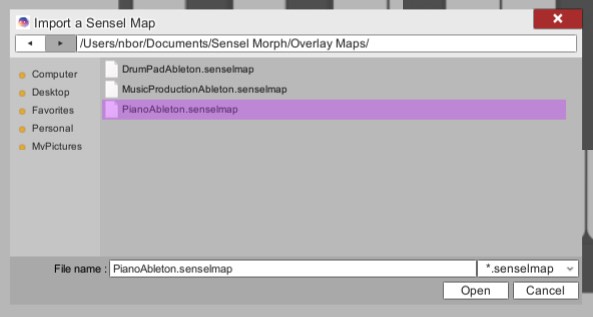 Import a Sensel Map
/Users/nbor/Documents/Sensel Morph/Overlay Maps/
Computer
Desktop
Favorites
Personal
MyPictures
DrumPadAbleton.senselmap
MusicProductionAbleton.senselmap
PianoAbleton.senselmap
File name : PianoAbleton.senselmap *.senselmap
Open Cancel